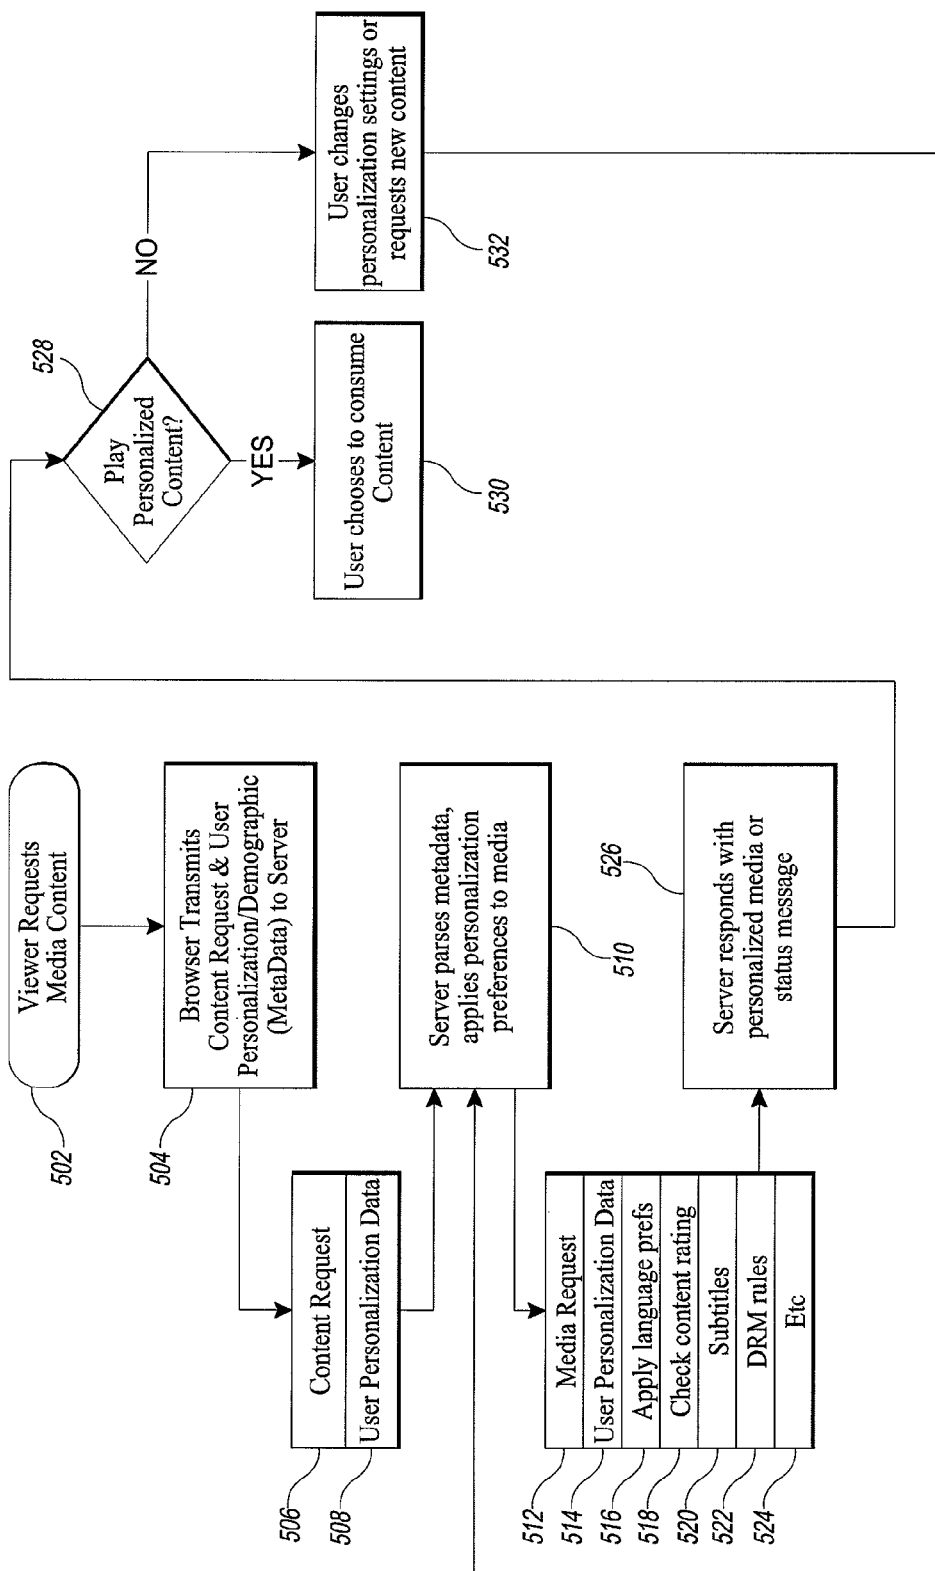 Viewer Requests
Media Content
502
Browser Transmits
Content Request & User
Personalization/Demographic
(MetaData) to Server
504
Content Request
User Personalization Data
506
508
Server parses metadata,
applies personalization
preferences to media
510
Media Request
User Personalization Data
Apply language prefs
Check content rating
Subtitles
DRM rules
Etc
512
514
516
518
520
522
524
Server responds with
personalized media or
status message
526
Play
Personalized
Content?
528
YES
NO
User chooses to consume
Content
530
User changes
personalization settings or
requests new content
532